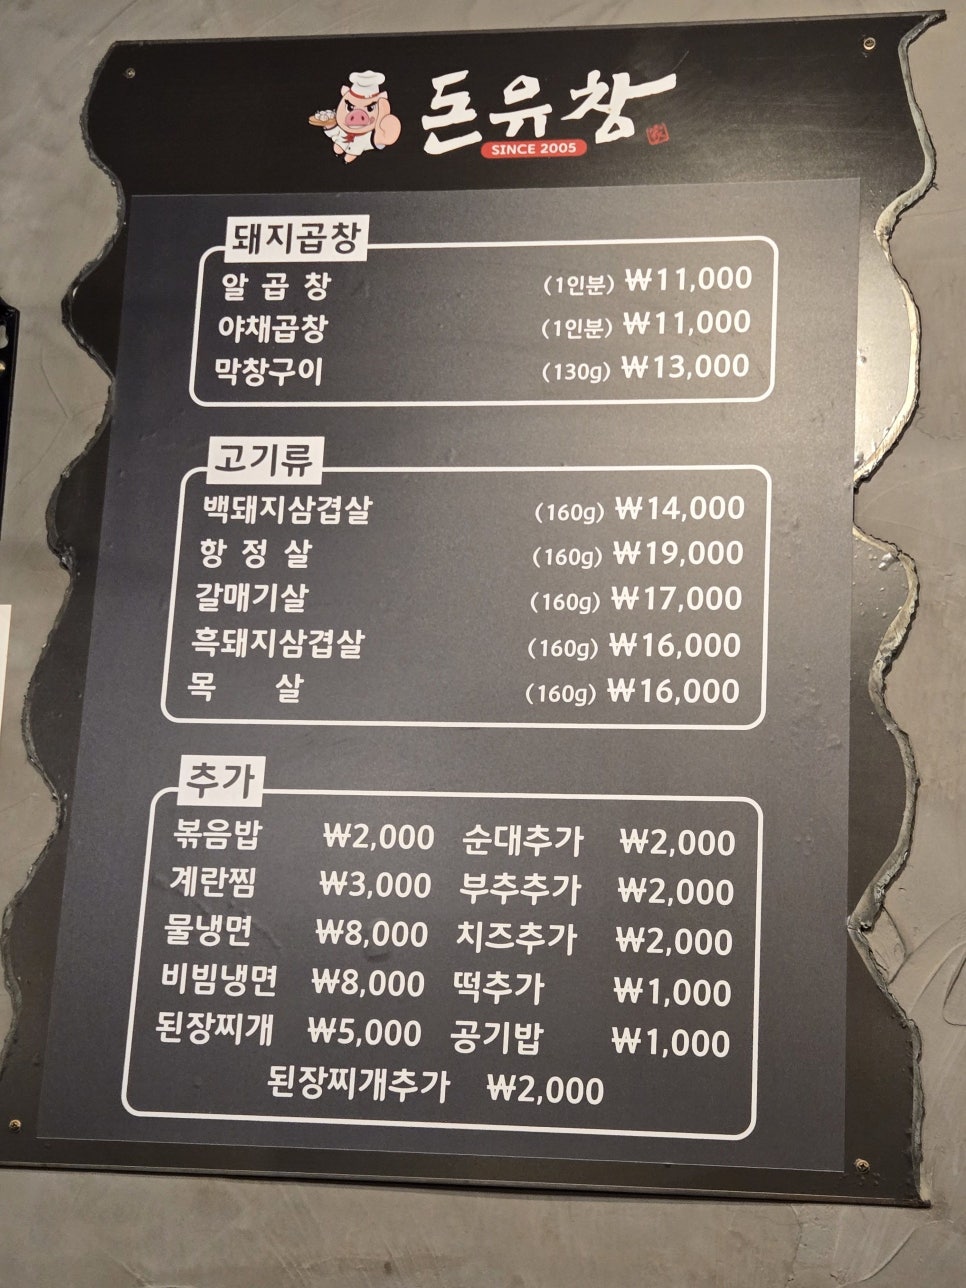 돈유창
SINCE 2005
돼지곱창
알 곱 창 (1인분) ₩11,000
야채곱창 (1인분) ₩11,000
막창구이 (130g) ₩13,000
고기류
백돼지삼겹살 (160g) ₩14,000
항 정 살 (160g) ₩19,000
갈매기살 (160g) ₩17,000
흑돼지삼겹살 (160g) ₩16,000
목 살 (160g) ₩16,000
추가
볶음밥 ₩2,000 순대추가 ₩2,000
계란찜 ₩3,000 부추추가 ₩2,000
물냉면 ₩8,000 치즈추가 ₩2,000
비빔냉면 ₩8,000 떡추가 ₩1,000
된장찌개 ₩5,000 공기밥 ₩1,000
된장찌개추가 ₩2,000